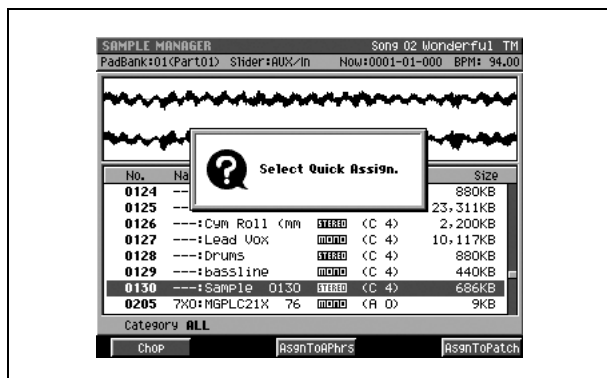 SAMPLE MANAGER Song 02 Wonderful TM
PadBank:01(Part01) Slider:AUX/In Now:0001-01-000 BPM: 94.00
Select Quick Assign.
No. Na Size
0124 -- 880KB
0125 -- 23,311KB
0126 ---:Cym Roll (mm STEREO (C 4) 2,200KB
0127 ---:Lead Vox mono (C 4) 10,117KB
0128 ---:Drums STEREO (C 4) 880KB
0129 ---:bassline mono (C 4) 440KB
0130 ---:Sample 0130 STEREO (C 4) 686KB
0205 7X0:MGPLC21X 76 mono (A 0) 9KB
Category ALL
Chop AsgnToAPhrs AsgnToPatch